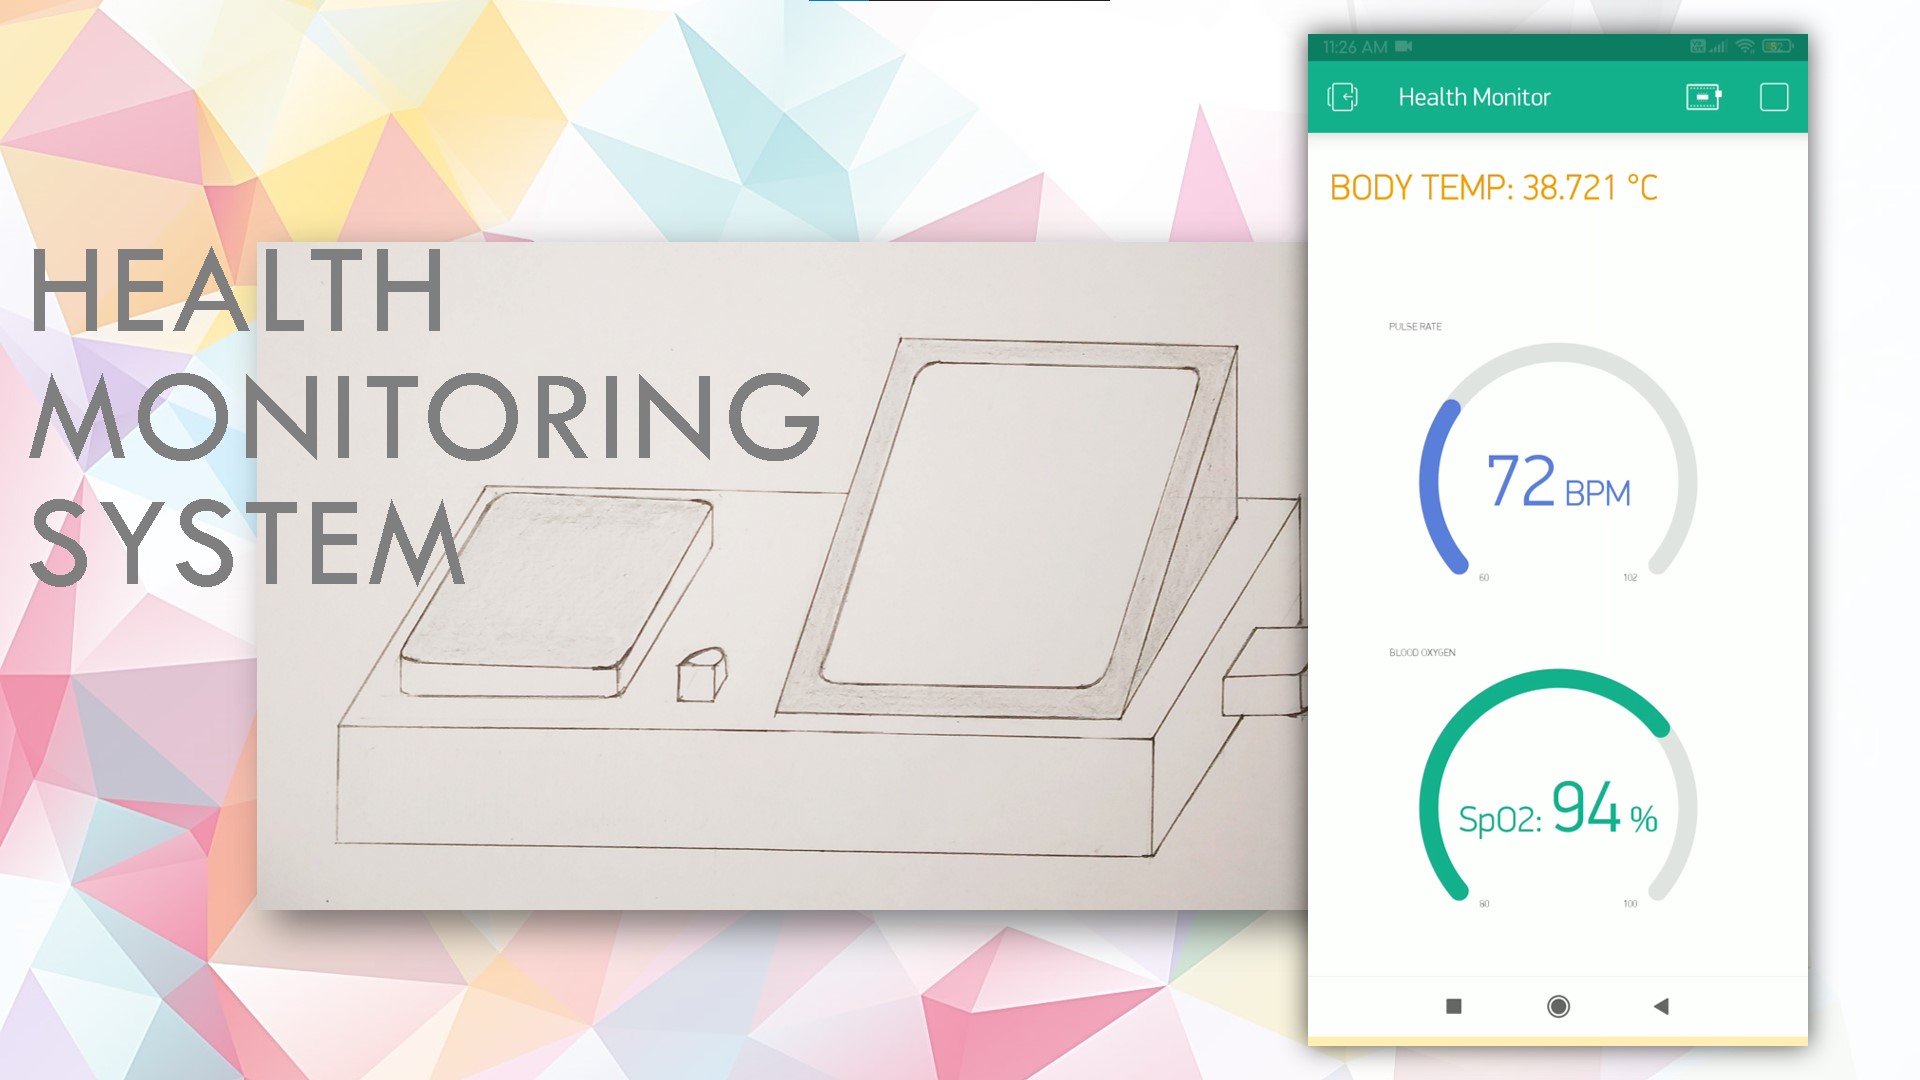 HEALTH
MONITORING
SYSTEM
11:26 AM
52
Health Monitor
BODY TEMP: 38.721 °C
PULSE RATE
72 BPM
60
102
BLOOD OXYGEN
SpO2: 94 %
80
100